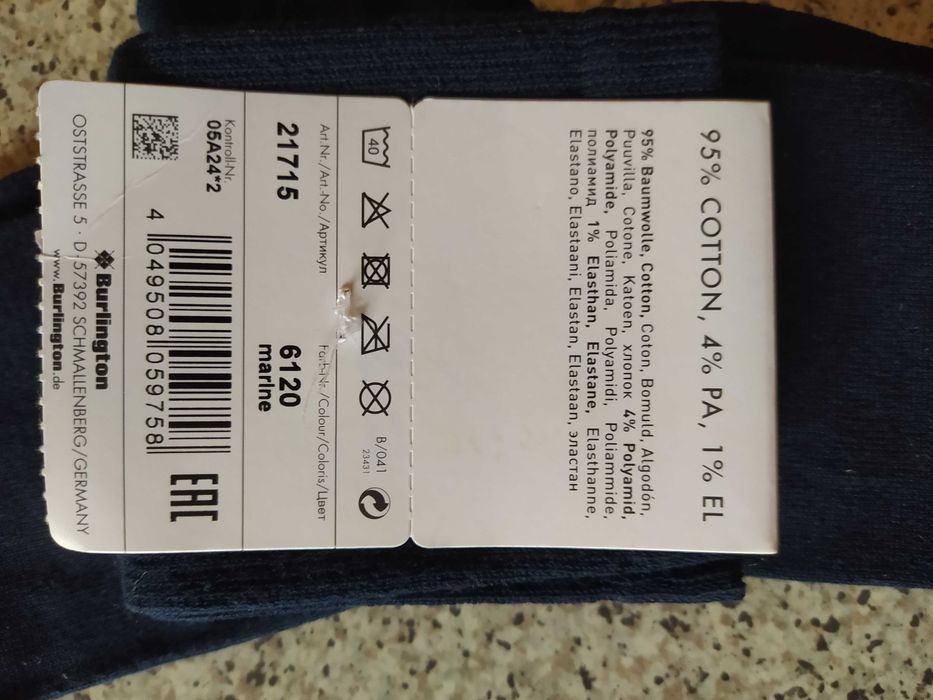 95% COTTON, 4% PA, 1% EL
95% Baumwolle, Cotton, Coton, Bomuld, Algodón,
Puuvilla, Cotone, Katoen, хлопок 4% Polyamid,
Polyamide, Poliamida, Polyamidi, Poliammide,
полиамид 1% Elasthan, Elastane, Elasthanne,
Elastano, Elastaani, Elastan, Elastaan, эластан
40
B/041
23431
Art.Nr./Art.-No./Артикул
21715
Farb-Nr./Colour/Coloris/Цвет
6120
marine
Kontroll-Nr.
05A24*2
4 049508 059758
EAC
Burlington
OSTSTRASSE 5 · D-57392 SCHMALLENBERG/GERMANY
www.Burlington.de